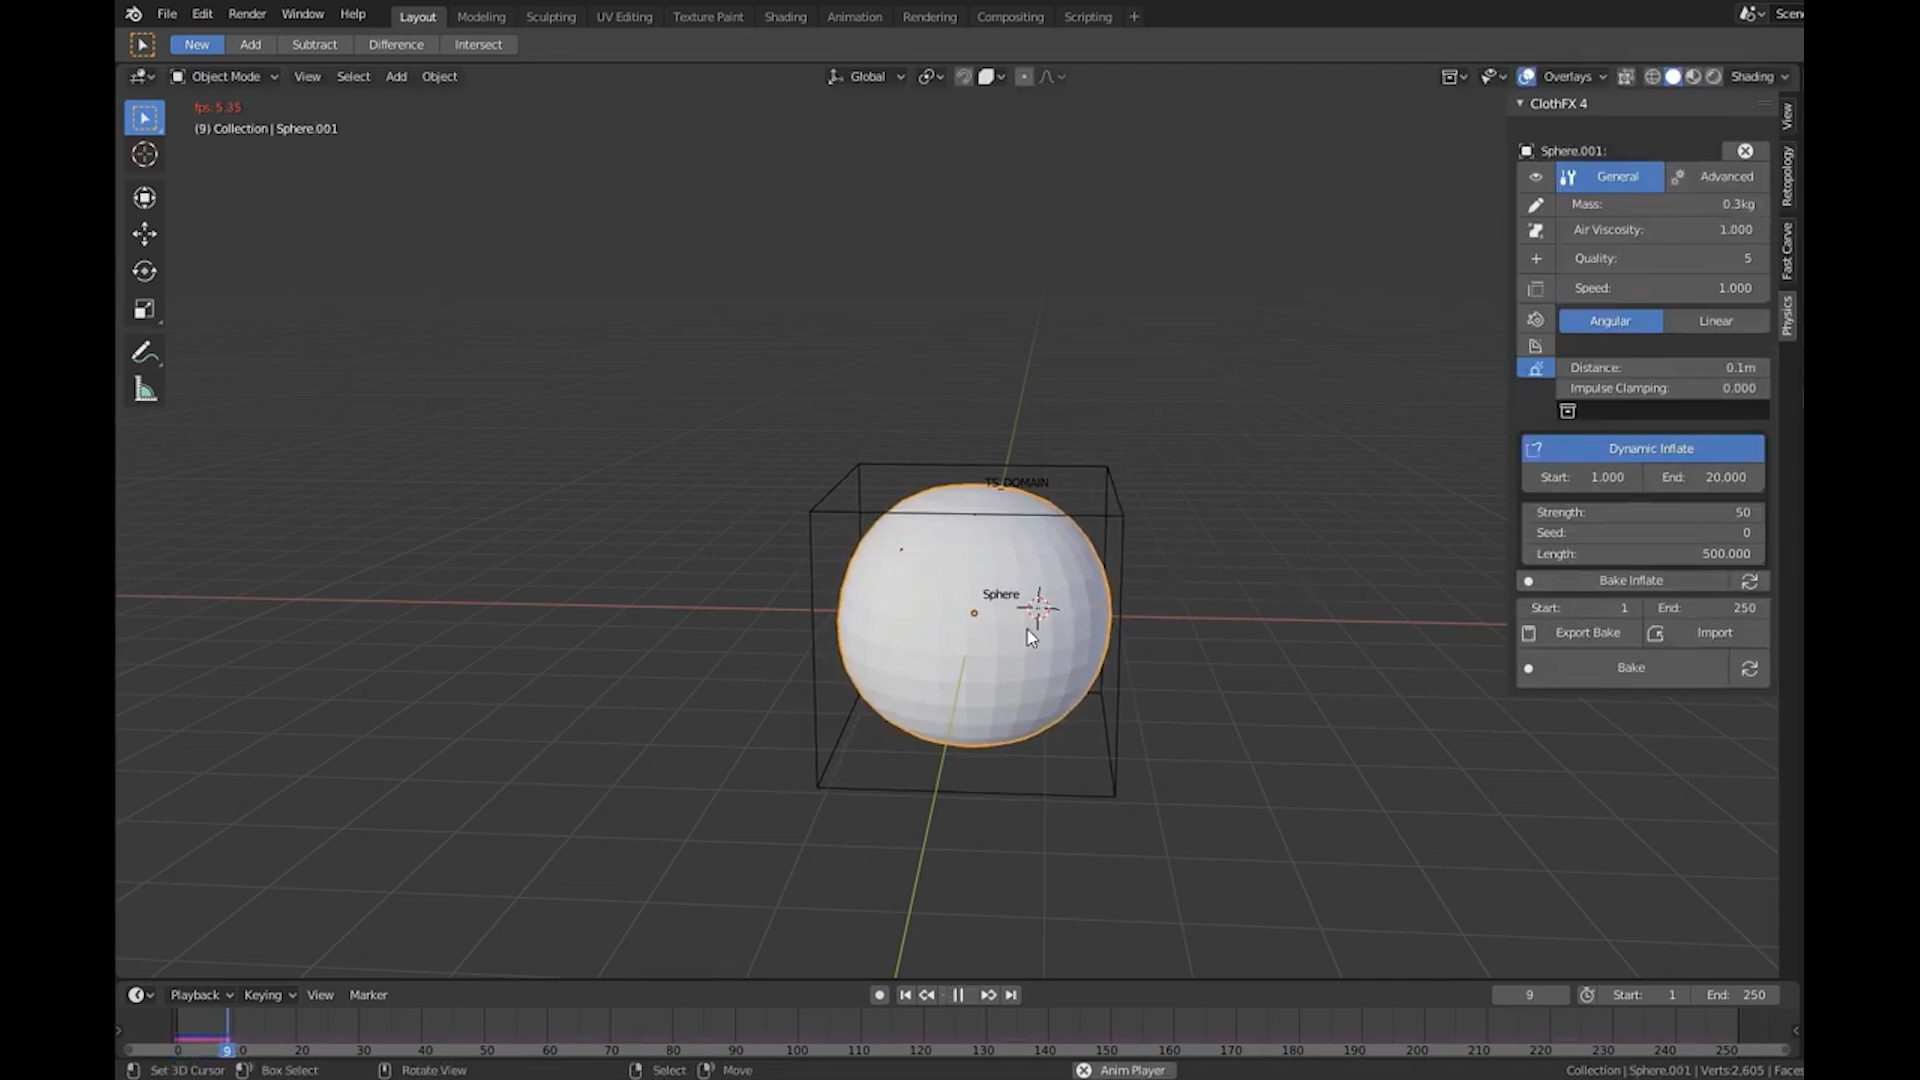 File Edit Render Window Help Layout Modeling Sculpting UV Editing Texture Paint Shading Animation Rendering Compositing Scripting + Scen
New Add Subtract Difference Intersect
Object Mode View Select Add Object Global Overlays Shading
fps: 5.35
(9) Collection | Sphere.001
ClothFX 4
Sphere.001:
General Advanced
Mass: 0.3kg
Air Viscosity: 1.000
Quality: 5
Speed: 1.000
Angular Linear
Distance: 0.1m
Impulse Clamping: 0.000
Dynamic Inflate
Start: 1.000 End: 20.000
Strength: 50
Seed: 0
Length: 500.000
Bake Inflate
Start: 1 End: 250
Export Bake Import
Bake
View
Retopology
Fast Carve
Physics
TS_DOMAIN
Sphere
Playback Keying View Marker 9 Start: 1 End: 250
0 9 10 20 30 40 50 60 70 80 90 100 110 120 130 140 150 160 170 180 190 200 210 220 230 240 250
Set 3D Cursor Box Select Rotate View Select Move Anim Player Collection | Sphere.001 | Verts:2,605 | Faces